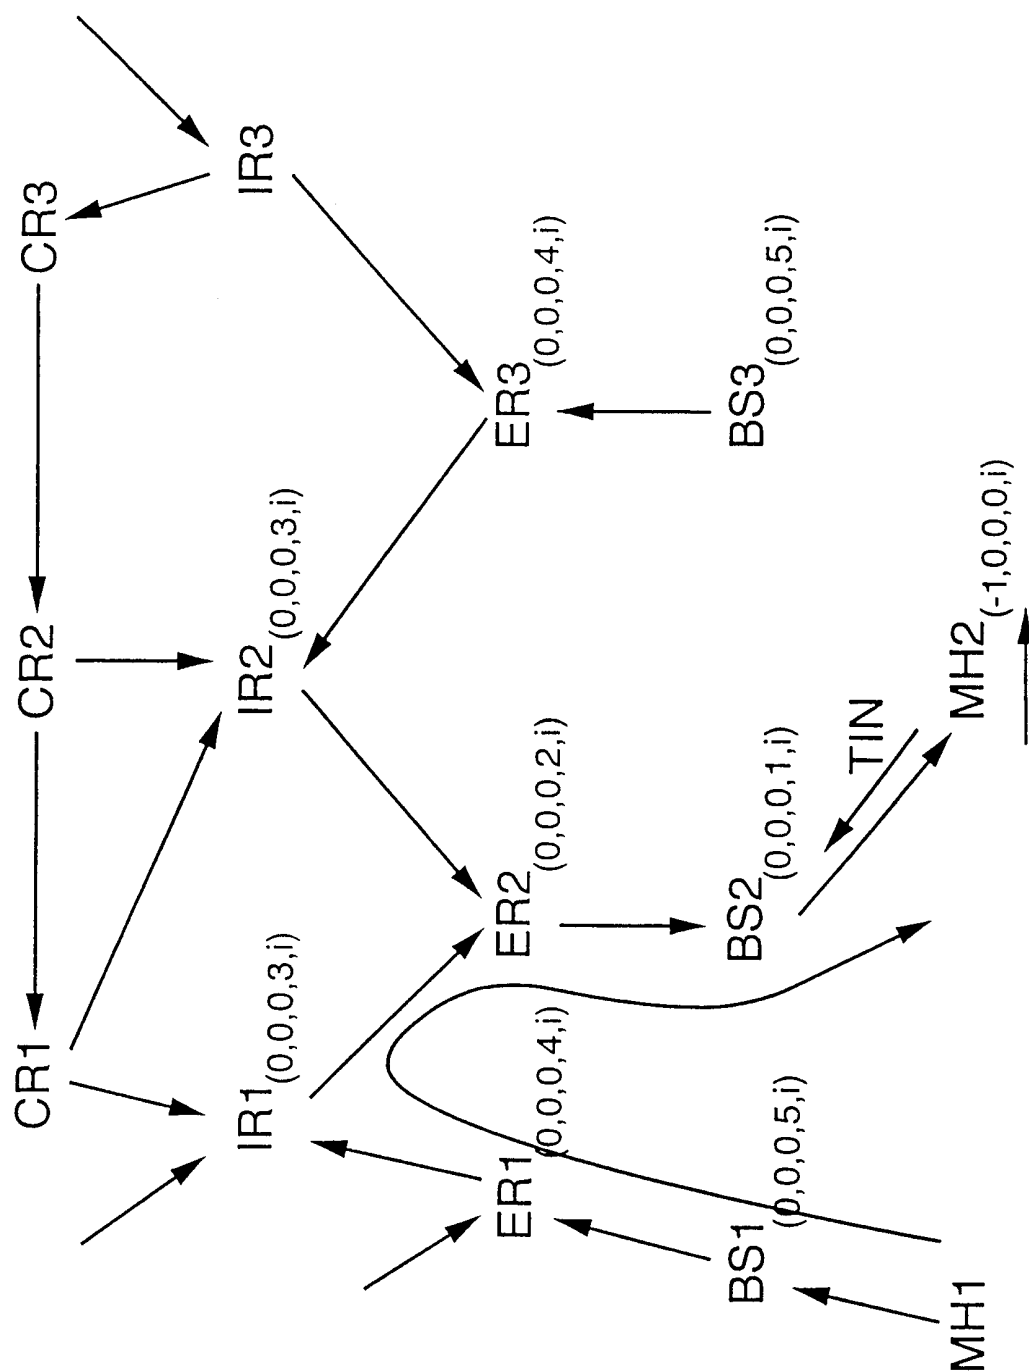 CR1
CR2
CR3
IR1(0,0,0,3,i)
IR2(0,0,0,3,i)
IR3
ER1(0,0,0,4,i)
ER2(0,0,0,2,i)
ER3(0,0,0,4,i)
BS1(0,0,0,5,i)
BS2(0,0,0,1,i)
BS3(0,0,0,5,i)
TIN
MH1
MH2(-1,0,0,0,i)